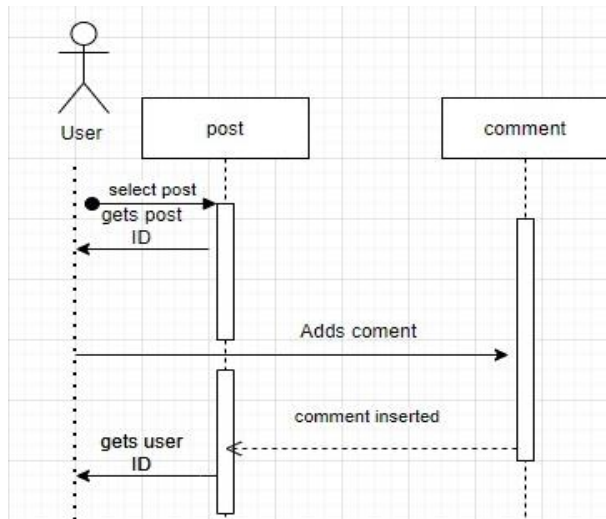 User
post
comment
select post
gets post
ID
Adds coment
comment inserted
gets user
ID